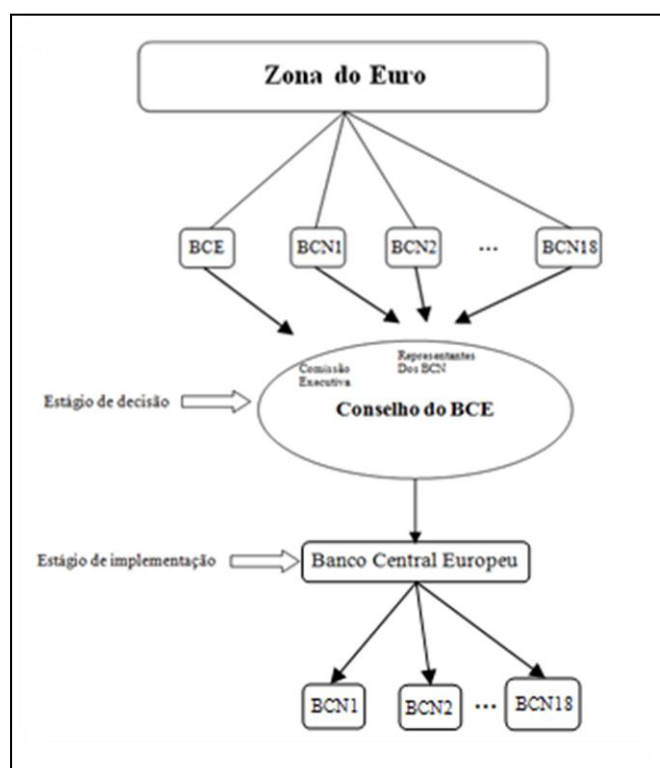 Zona do Euro
BCE
BCN1
BCN2
...
BCN18
Comissão
Executiva
Representantes
Dos BCN
Estágio de decisão
Conselho do BCE
Estágio de implementação
Banco Central Europeu
BCN1
BCN2
...
BCN18